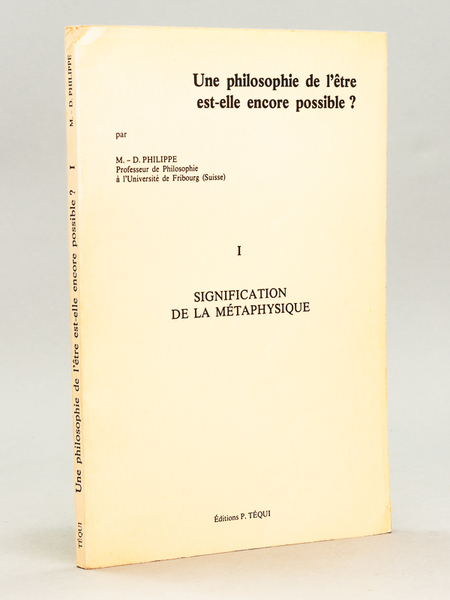 Une philosophie de l'être
est-elle encore possible ?
par
M. - D. PHILIPPE
Professeur de Philosophie
à l'Université de Fribourg (Suisse)
I
SIGNIFICATION
DE LA MÉTAPHYSIQUE
Éditions P. TÉQUI
TÉQUI Une philosophie de l'être est-elle encore possible ? I M. - D. PHILIPPE